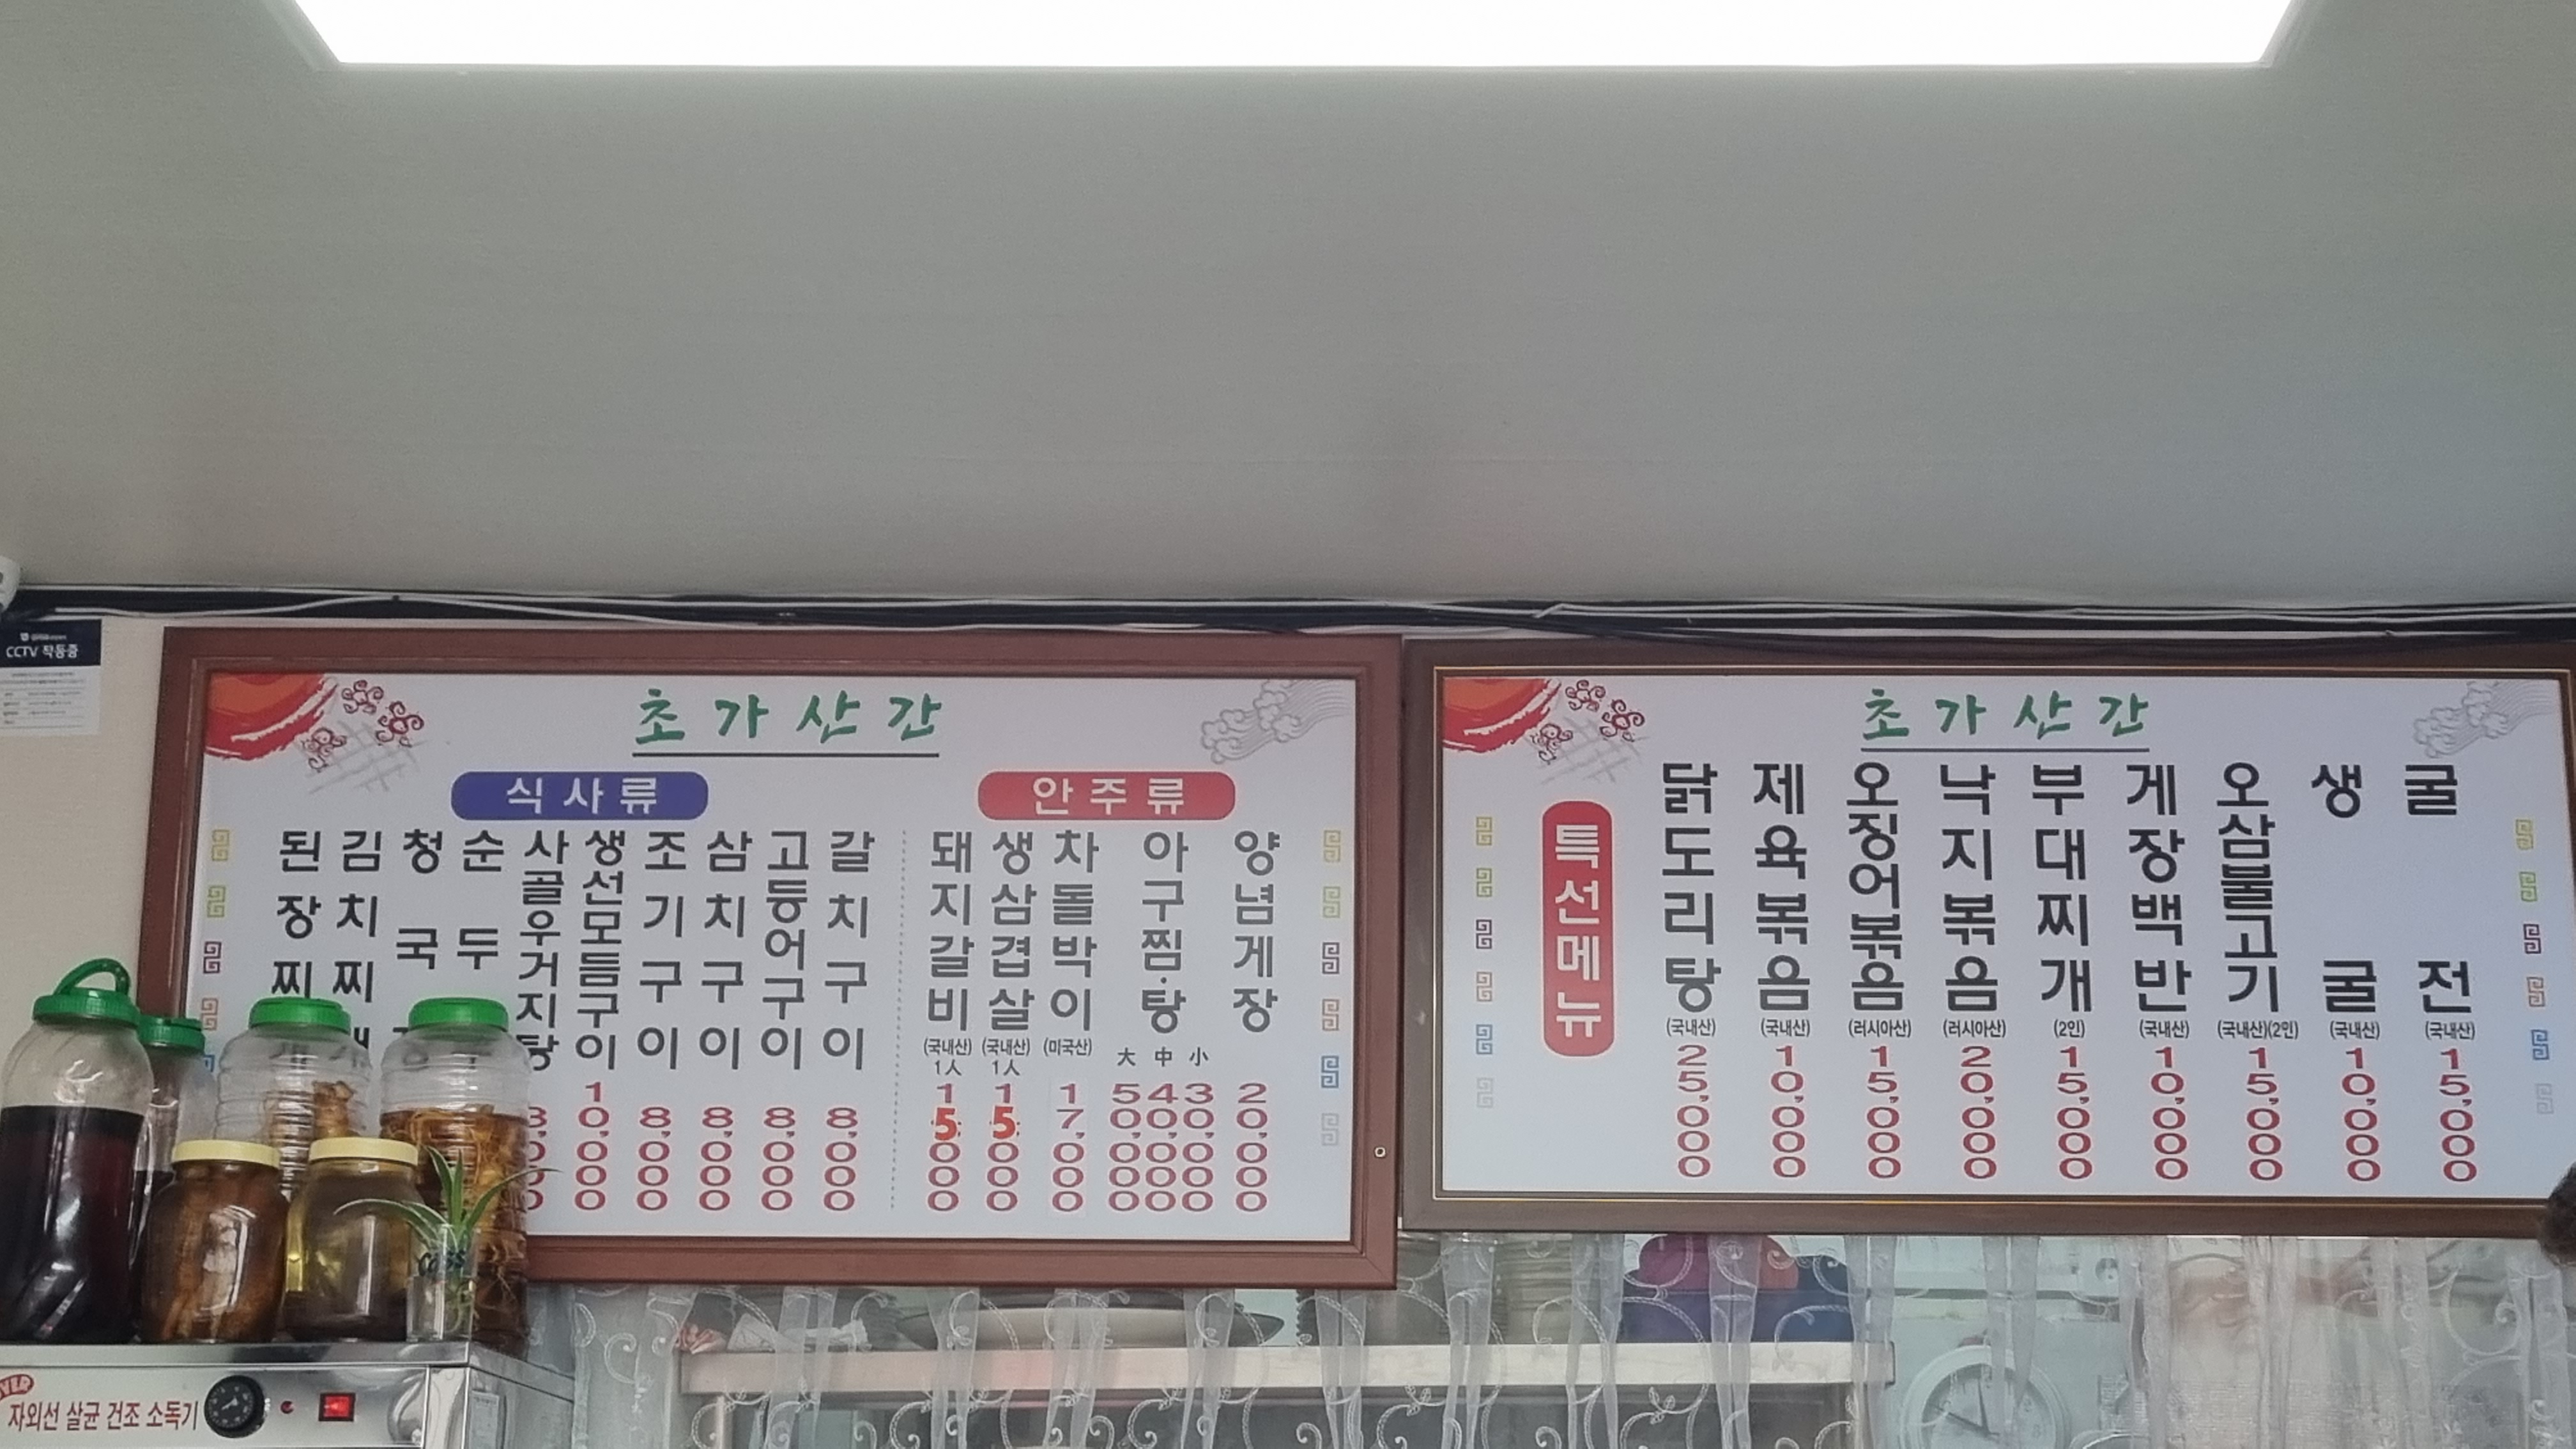 CCTV 작동중
초가산간
식사류
된장찌
김치찌
청국
순두
사골우거지탕
생선모듬구이 10,000
조기구이 8,000
삼치구이 8,000
고등어구이 8,000
갈치구이 8,000
안주류
돼지갈비 (국내산) 1人 15,000
생삼겹살 (국내산) 1人 15,000
차돌박이 (미국산) 17,000
아구찜·탕 大 50,000 中 40,000 小 30,000
양념게장 20,000
초가산간
특선메뉴
닭도리탕 (국내산) 25,000
제육볶음 (국내산) 10,000
오징어볶음 (러시아산) 15,000
낙지볶음 (러시아산) 20,000
부대찌개 (2인) 15,000
게장백반 (국내산) 10,000
오삼불고기 (국내산)(2인) 15,000
생굴 (국내산) 10,000
굴전 (국내산) 15,000
자외선 살균 건조 소독기